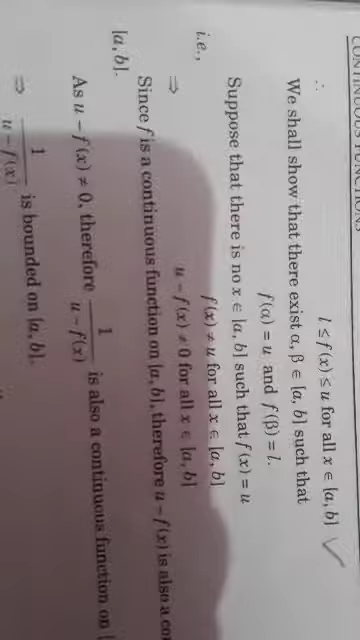 CONTINUOUS FUNCTIONS
∴ l ≤ f(x) ≤ u for all x ∈ [a, b]
We shall show that there exist α, β ∈ [a, b] such that
f(α) = u and f(β) = l.
Suppose that there is no x ∈ [a, b] such that f(x) = u
i.e., f(x) ≠ u for all x ∈ [a, b]
⇒ u − f(x) ≠ 0 for all x ∈ [a, b]
Since f is a continuous function on [a, b], therefore u − f(x) is also a
[a, b].
As u − f(x) ≠ 0, therefore 1/(u − f(x)) is also a continuous function on
⇒ 1/(u − f(x)) is bounded on [a, b].